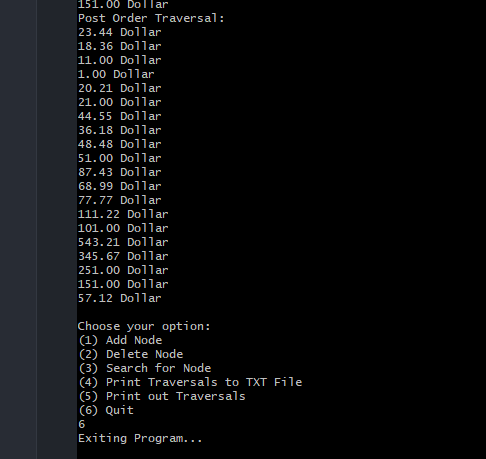 151.00 Dollar
Post Order Traversal:
23.44 Dollar
18.36 Dollar
11.00 Dollar
1.00 Dollar
20.21 Dollar
21.00 Dollar
44.55 Dollar
36.18 Dollar
48.48 Dollar
51.00 Dollar
87.43 Dollar
68.99 Dollar
77.77 Dollar
111.22 Dollar
101.00 Dollar
543.21 Dollar
345.67 Dollar
251.00 Dollar
151.00 Dollar
57.12 Dollar
Choose your option:
(1) Add Node
(2) Delete Node
(3) Search for Node
(4) Print Traversals to TXT File
(5) Print out Traversals
(6) Quit
6
Exiting Program...